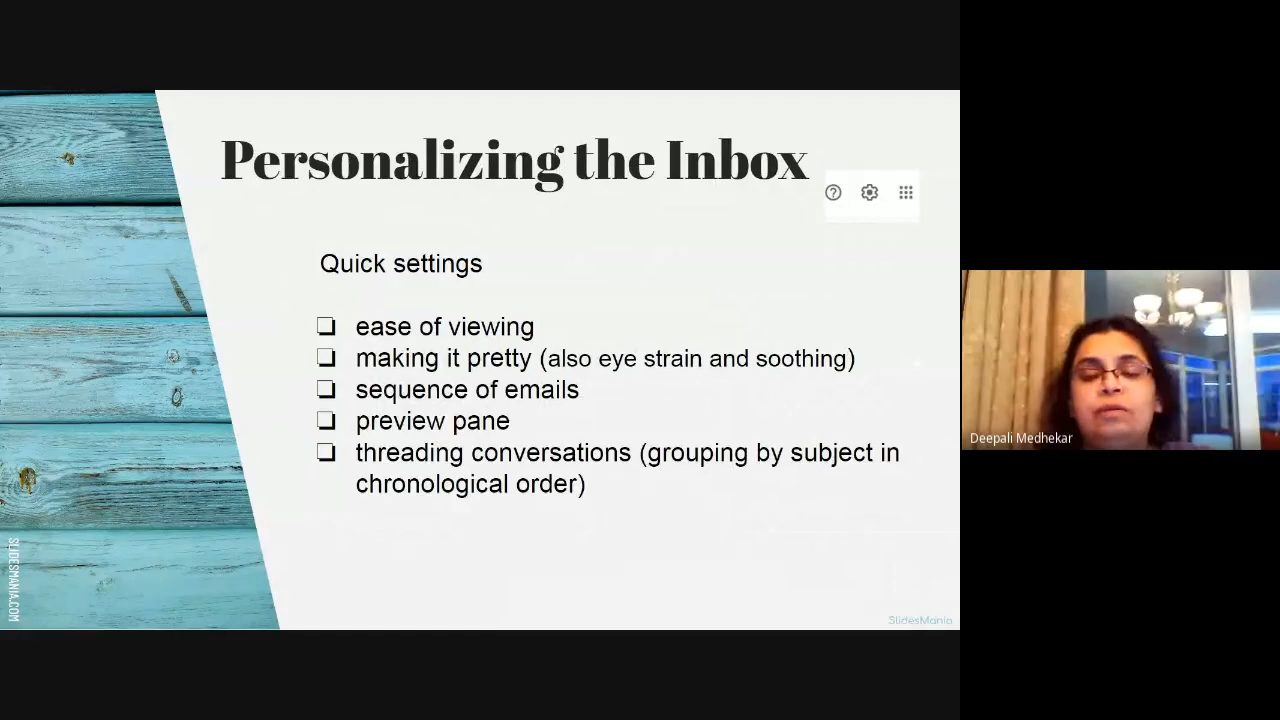 Personalizing the Inbox
Quick settings
❏ ease of viewing
❏ making it pretty (also eye strain and soothing)
❏ sequence of emails
❏ preview pane
❏ threading conversations (grouping by subject in
chronological order)
SLIDESMANIA.COM
SlidesMania
Deepali Medhekar